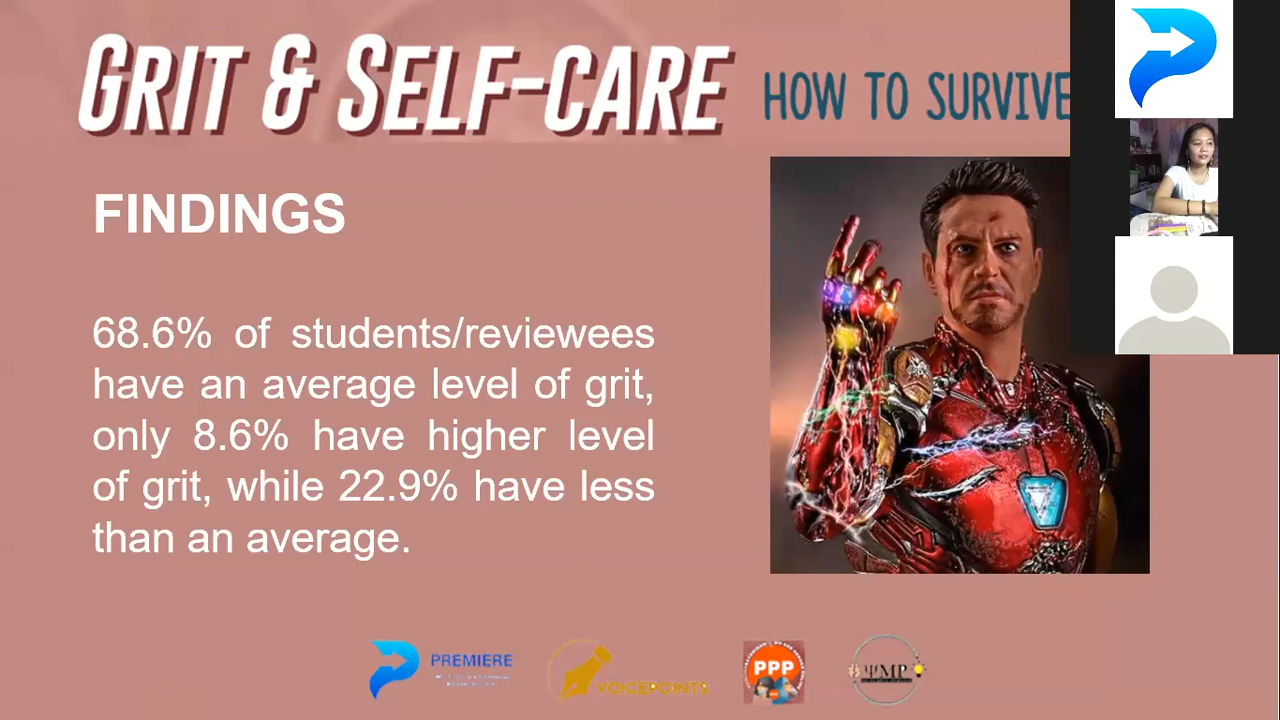 GRIT & SELF-CARE
HOW TO SURVIVE
FINDINGS
68.6% of students/reviewees
have an average level of grit,
only 8.6% have higher level
of grit, while 22.9% have less
than an average.
PREMIERE
VOICEPOINTS
PPP
ΨMP